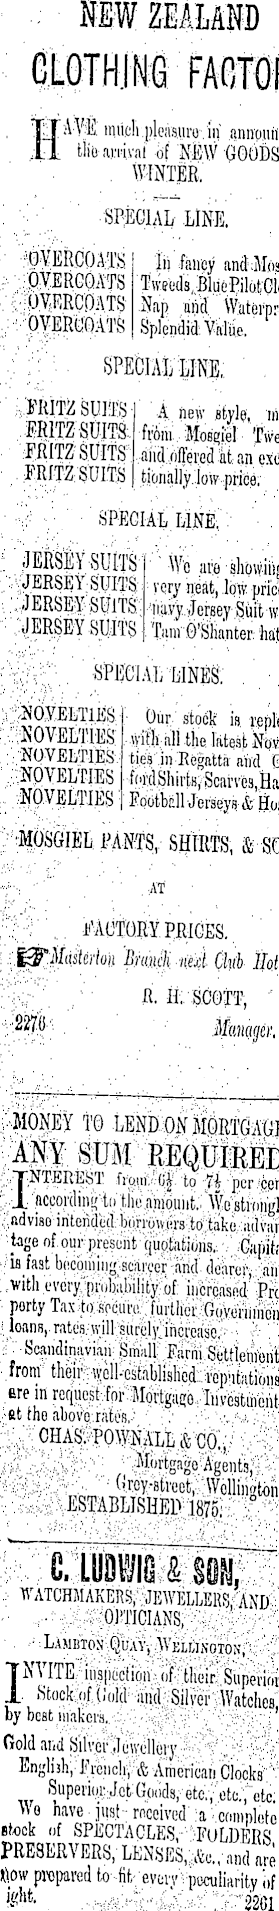 NEW ZEALAND
CLOTHING FACTO
HAVE much pleasure in announ
the arrival of NEW GOODS
WINTER.
SPECIAL LINE.
OVERCOATS
OVERCOATS
OVERCOATS
OVERCOATS
In fancy and Mos
Tweeds, Blue Pilot Cl
Nap and Waterpr
Splendid Value.
SPECIAL LINE.
FRITZ SUITS
FRITZ SUITS
FRITZ SUITS
FRITZ SUITS
A new style, m
from Mosgiel Twe
and offered at an exc
tionally low price.
SPECIAL LINE.
JERSEY SUITS
JERSEY SUITS
JERSEY SUITS
JERSEY SUITS
We are showing
very neat, low pric
navy Jersey Suit w
Tam O'Shanter hat
SPECIAL LINES.
NOVELTIES
NOVELTIES
NOVELTIES
NOVELTIES
NOVELTIES
Our stock is repl
with all the latest Nov
ties in Regatta and
ford Shirts, Scarves, Ha
Football Jerseys & Ho
MOSGIEL PANTS, SHIRTS, & SO
AT
FACTORY PRICES.
☞ Masterton Branch next Club Hot
R. H. SCOTT,
2276 Manager.
MONEY TO LEND ON MORTGAGE
ANY SUM REQUIRED
INTEREST from 6½ to 7½ per cen
according to the amount. We strongl
advise intended borrowers to take advan
tage of our present quotations. Capita
is fast becoming scarcer and dearer, an
with every probability of increased Pro
perty Tax to secure further Governmen
loans, rates will surely increase.
Scandinavian Small Farm Settlement
from their well-established reputations
are in request for Mortgage Investment
at the above rates.
CHAS. POWNALL & CO.,
Mortgage Agents,
Grey-street, Wellington
ESTABLISHED 1875.
C. LUDWIG & SON,
WATCHMAKERS, JEWELLERS, AND
OPTICIANS,
LAMBTON QUAY, WELLINGTON,
INVITE inspection of their Superior
Stock of Gold and Silver Watches,
by best makers.
Gold and Silver Jewellery
English, French, & American Clocks
Superior Jet Goods, etc., etc., etc.
We have just received a complete
stock of SPECTACLES, FOLDERS,
PRESERVERS, LENSES, &c., and are
now prepared to fit every peculiarity of
ight. 2261